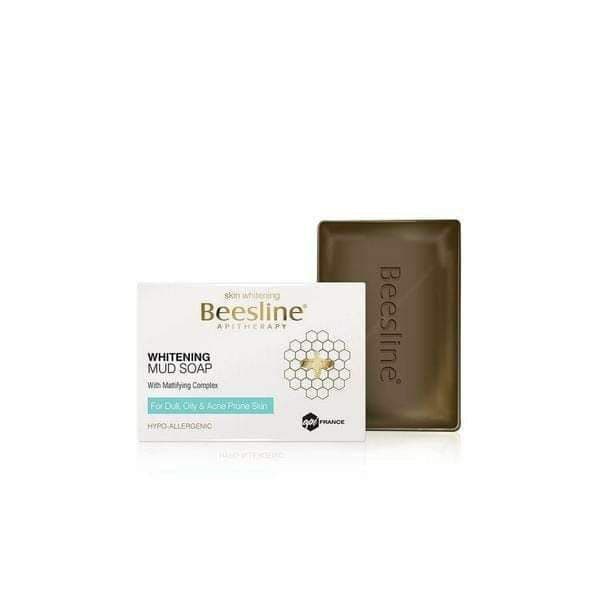 skin whitening
Beesline®
APITHERAPY
WHITENING
MUD SOAP
With Mattifying Complex
For Dull, Oily & Acne Prone Skin
HYPO-ALLERGENIC
api FRANCE
Beesline®